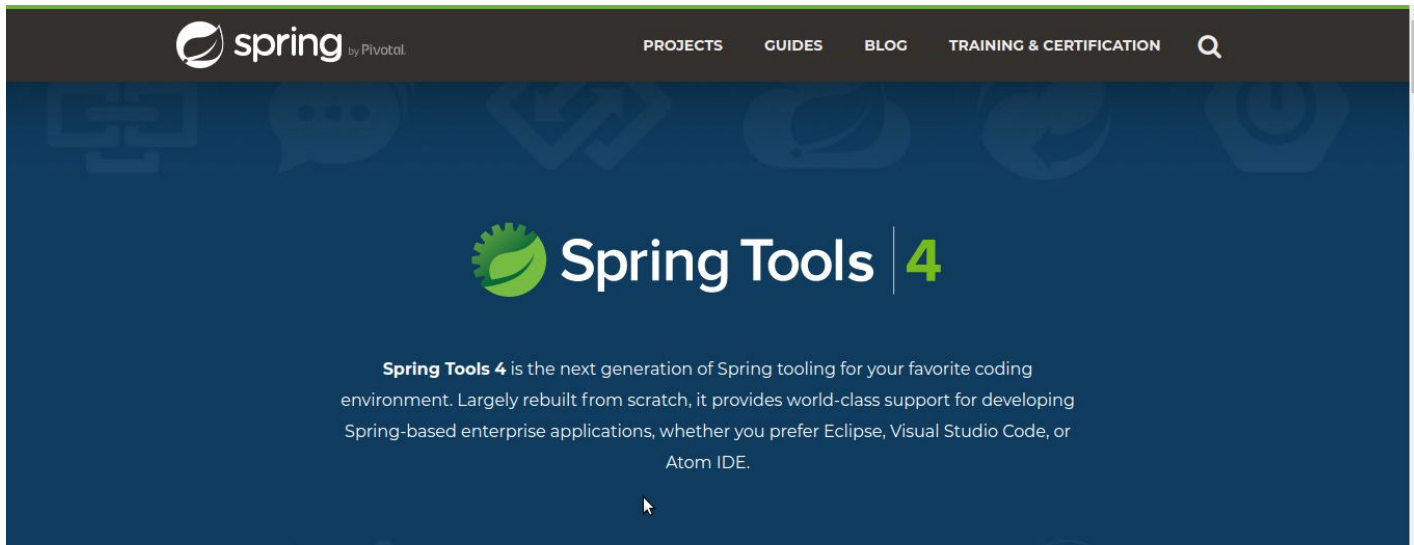 spring by Pivotal.
PROJECTS GUIDES BLOG TRAINING & CERTIFICATION
Spring Tools 4
Spring Tools 4 is the next generation of Spring tooling for your favorite coding
environment. Largely rebuilt from scratch, it provides world-class support for developing
Spring-based enterprise applications, whether you prefer Eclipse, Visual Studio Code, or
Atom IDE.